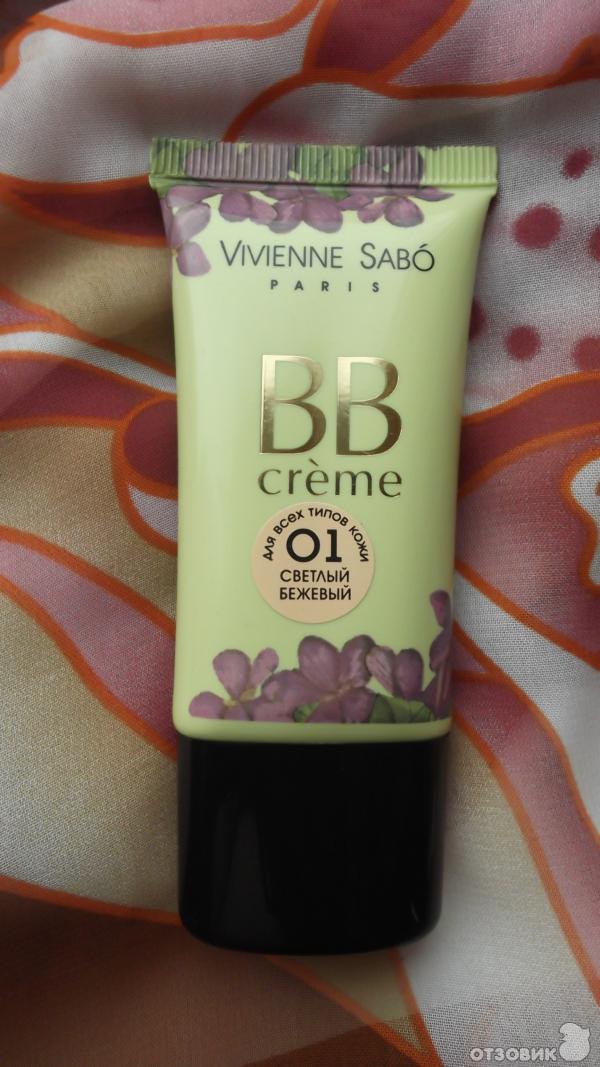 VIVIENNE SABÓ
PARIS
BB
crème
для всех типов кожи
01
СВЕТЛЫЙ
БЕЖЕВЫЙ
ОТЗОВИК